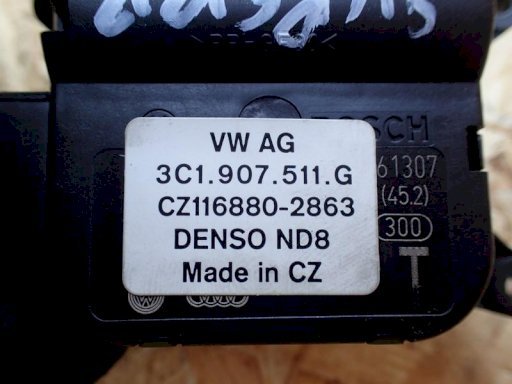 VW AG
3C1.907.511.G
CZ116880-2863
DENSO ND8
Made in CZ
BOSCH
61307
(45.2)
300
T